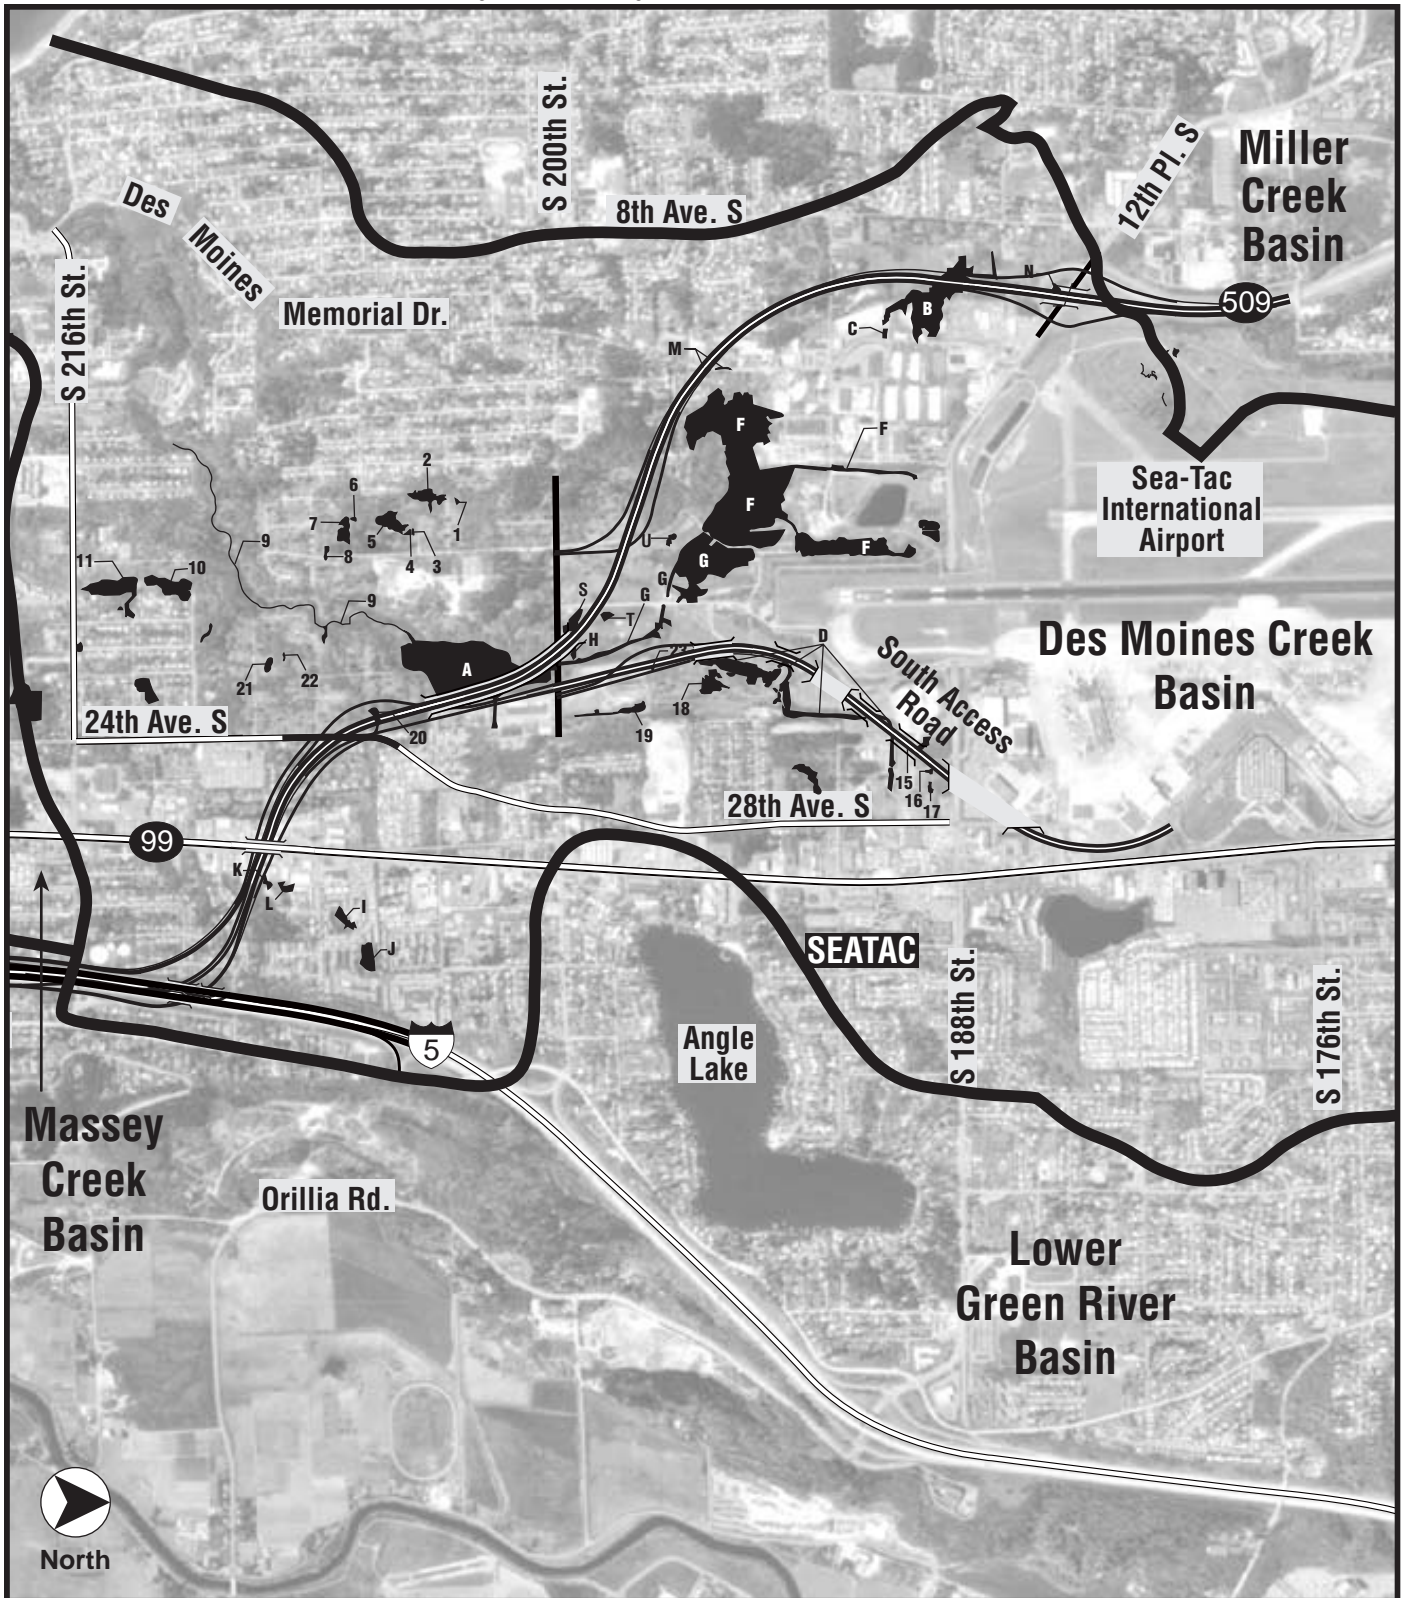 S 200th St.
12th Pl. S
Miller
Creek
Basin
Des
Moines
Memorial Dr.
8th Ave. S
S 216th St.
509
N
B
C
M
F
F
F
Sea-Tac
International
Airport
2
6
7
5
1
8
4
3
9
11
10
U
F
G
G
G
S
T
H
9
A
23
D
South Access
Road
Des Moines Creek
Basin
21
22
18
24th Ave. S
20
19
15
16
17
28th Ave. S
99
K
L
I
J
SEATAC
S 188th St.
S 176th St.
5
Angle
Lake
Massey
Creek
Basin
Orillia Rd.
Lower
Green River
Basin
North